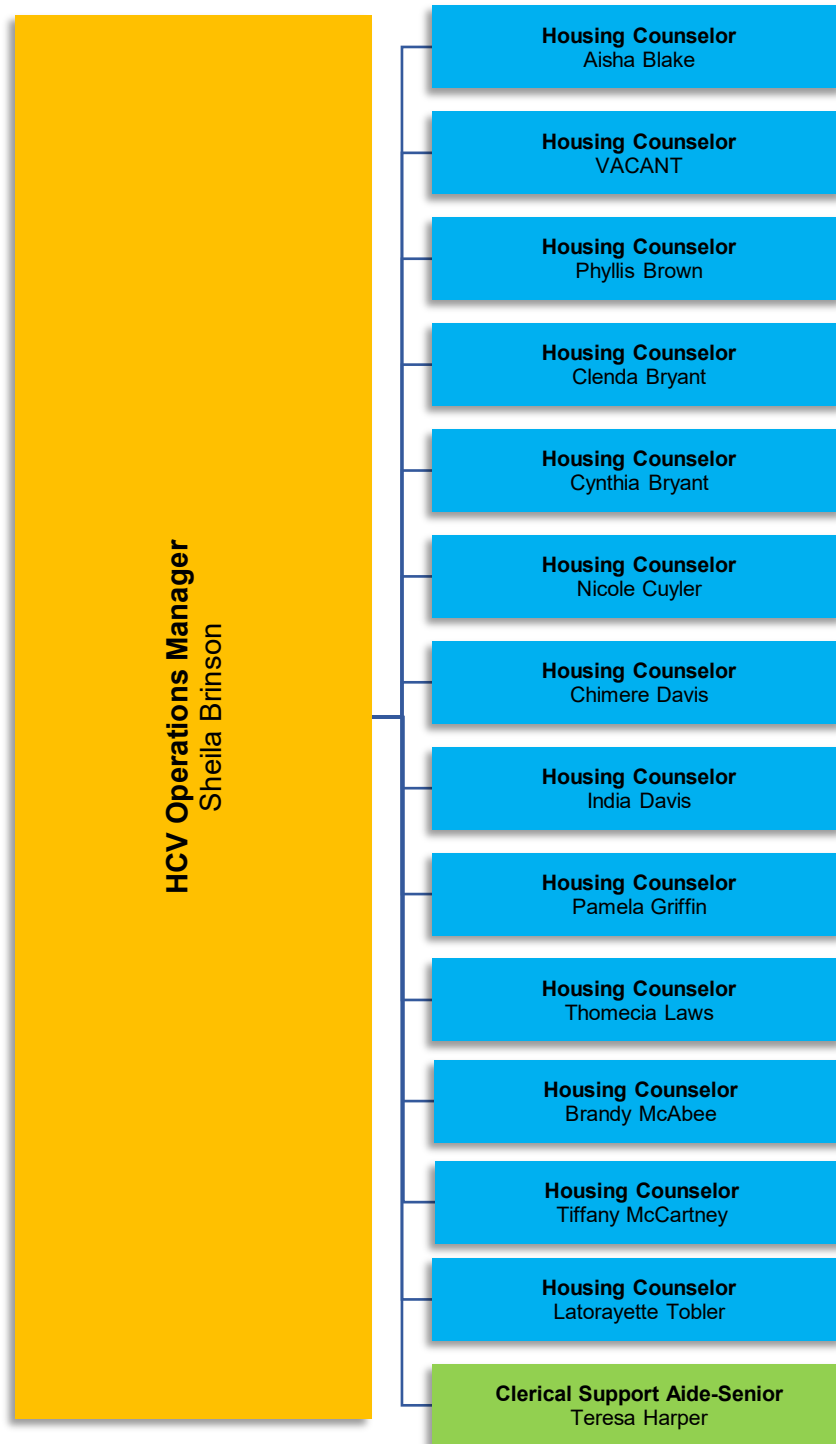 HCV Operations Manager
Sheila Brinson
Housing Counselor
Aisha Blake
Housing Counselor
VACANT
Housing Counselor
Phyllis Brown
Housing Counselor
Clenda Bryant
Housing Counselor
Cynthia Bryant
Housing Counselor
Nicole Cuyler
Housing Counselor
Chimere Davis
Housing Counselor
India Davis
Housing Counselor
Pamela Griffin
Housing Counselor
Thomecia Laws
Housing Counselor
Brandy McAbee
Housing Counselor
Tiffany McCartney
Housing Counselor
Latorayette Tobler
Clerical Support Aide-Senior
Teresa Harper